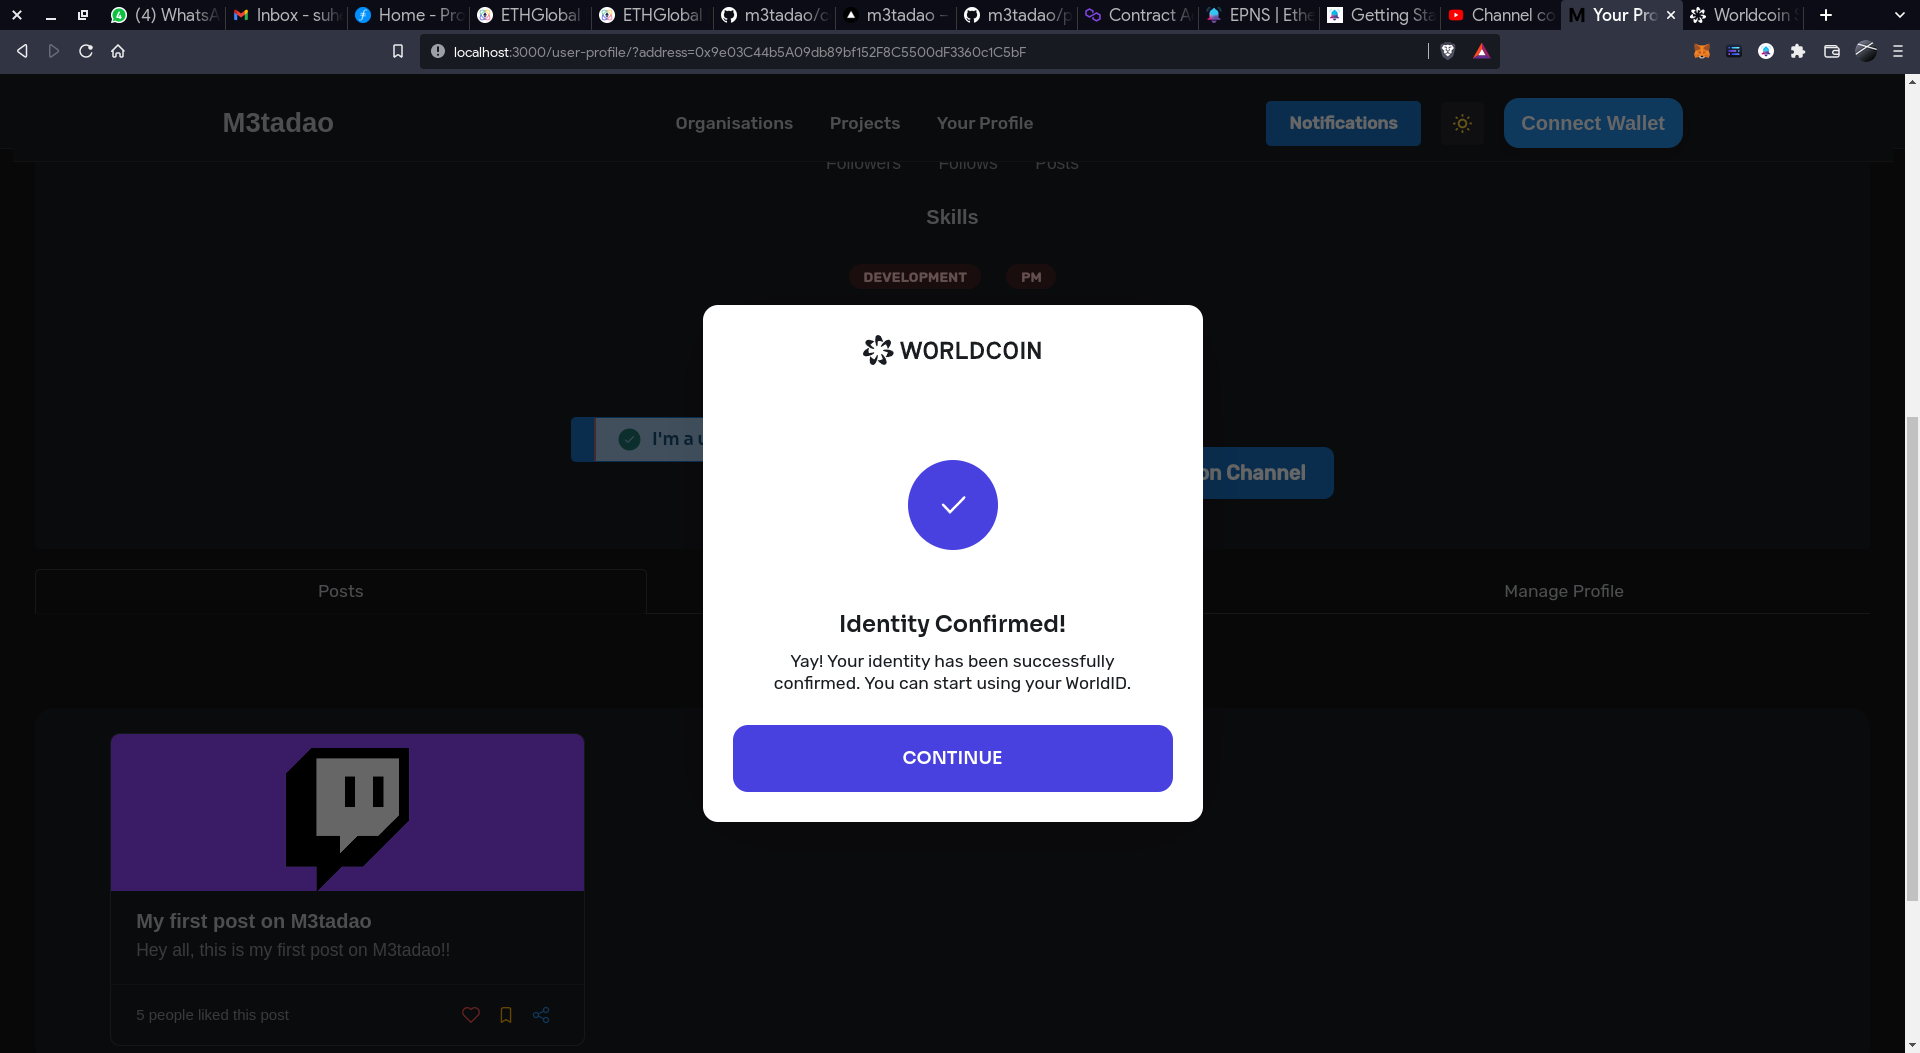 (4) WhatsA
Inbox - suh
Home - Pro
ETHGlobal
ETHGlobal
m3tadao/c
m3tadao -
m3tadao/p
Contract A
EPNS | Ethe
Getting Sta
Channel co
Your Pro
Worldcoin S
localhost:3000/user-profile/?address=0x9e03C44b5A09db89bf152F8C5500dF3360c1C5bF
M3tadao
Organisations
Projects
Your Profile
Notifications
Connect Wallet
Followers
Follows
Posts
Skills
DEVELOPMENT
PM
WORLDCOIN
I'm a u
on Channel
Identity Confirmed!
Yay! Your identity has been successfully
confirmed. You can start using your WorldID.
CONTINUE
Posts
Manage Profile
My first post on M3tadao
Hey all, this is my first post on M3tadao!!
5 people liked this post